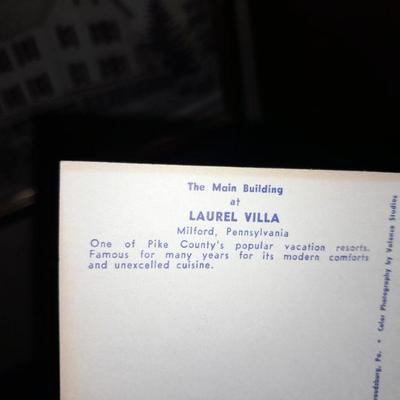 The Main Building
at
LAUREL VILLA
Milford, Pennsylvania
One of Pike County's popular vacation resorts.
Famous for many years for its modern comforts
and unexcelled cuisine.
Pa. • Color Photography by Valence Studios